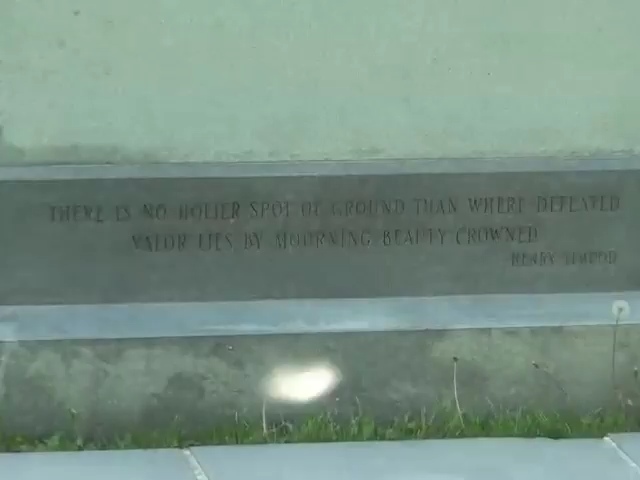 THERE IS NO HOLIER SPOT OF GROUND THAN WHERE DEFEATED
VALOR LIES BY MOURNING BEAUTY CROWNED
HENRY TIMROD